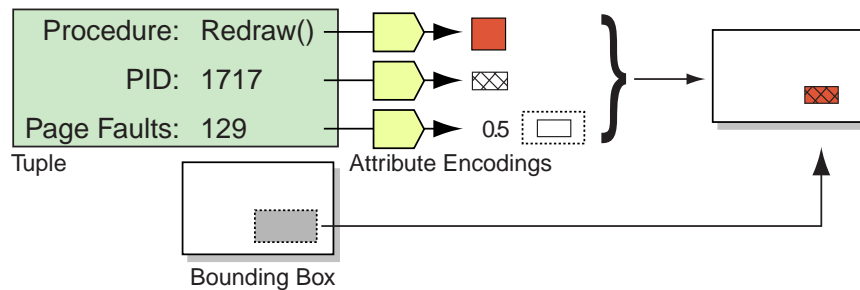 Procedure: Redraw()
PID: 1717
Page Faults: 129 0.5
Tuple Attribute Encodings
Bounding Box